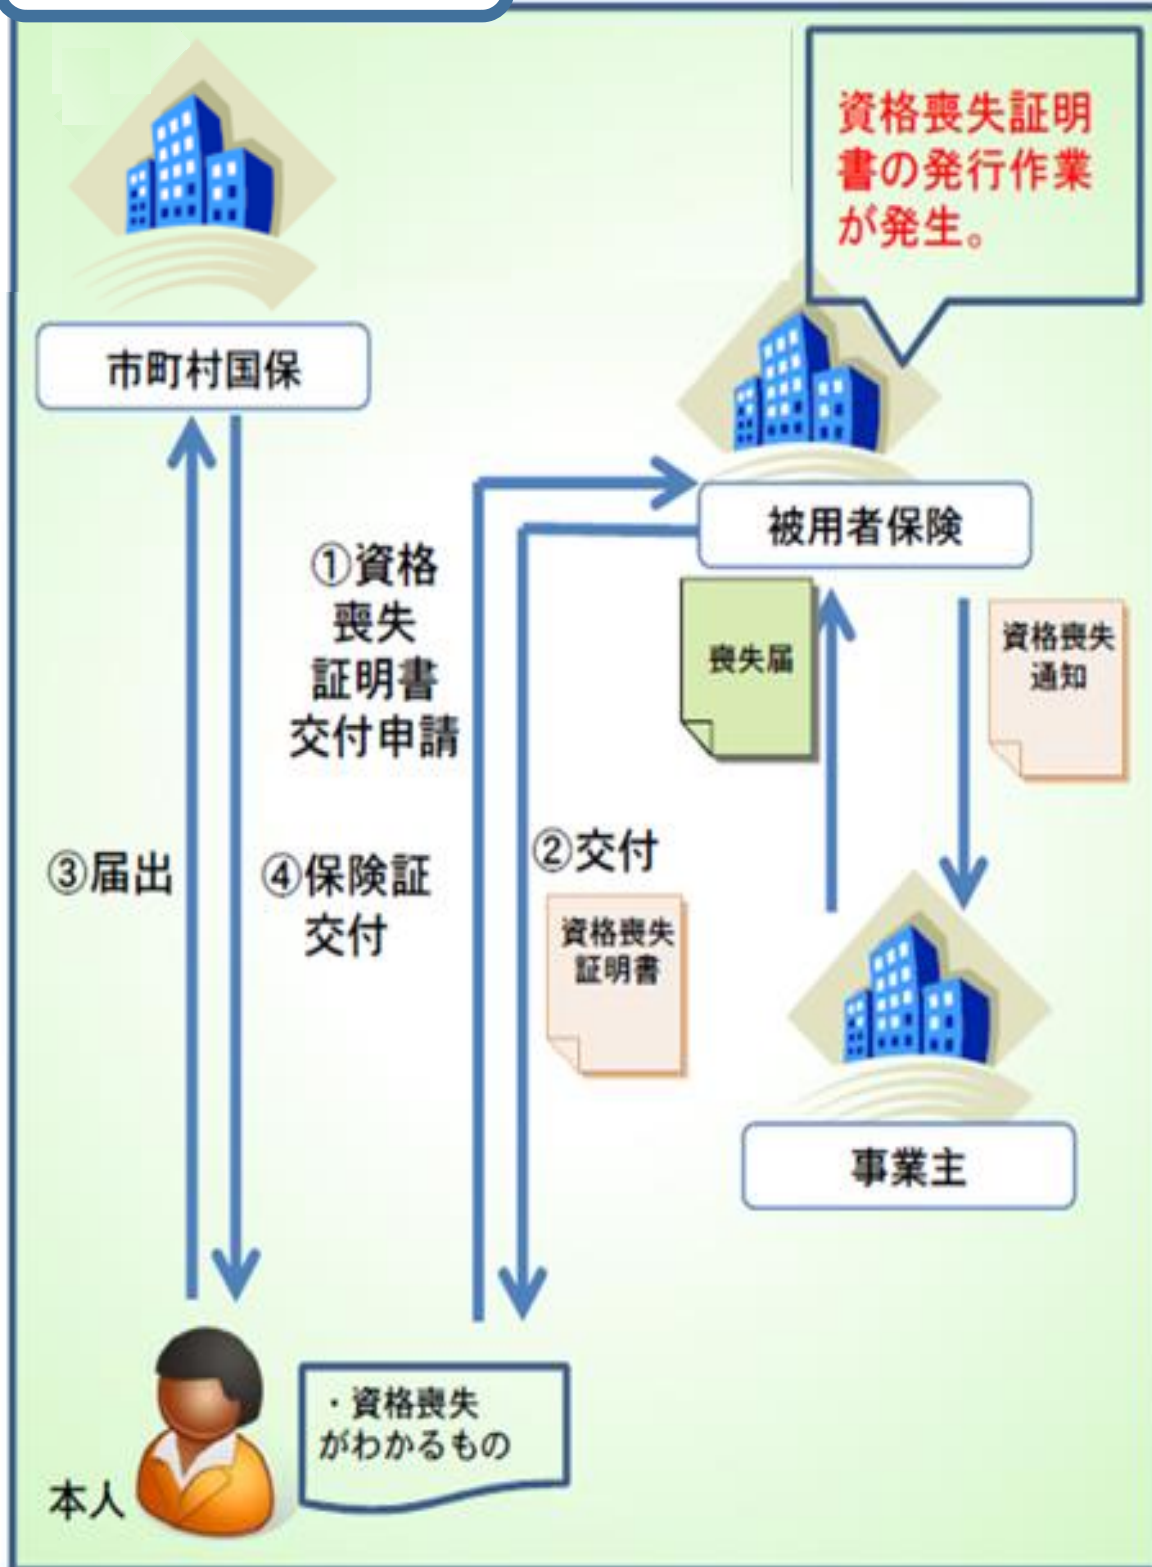 資格喪失証明
書の発行作業
が発生。
市町村国保
被用者保険
①資格
喪失
証明書
交付申請
喪失届
資格喪失
通知
③届出
④保険証
交付
②交付
資格喪失
証明書
事業主
・資格喪失
がわかるもの
本人